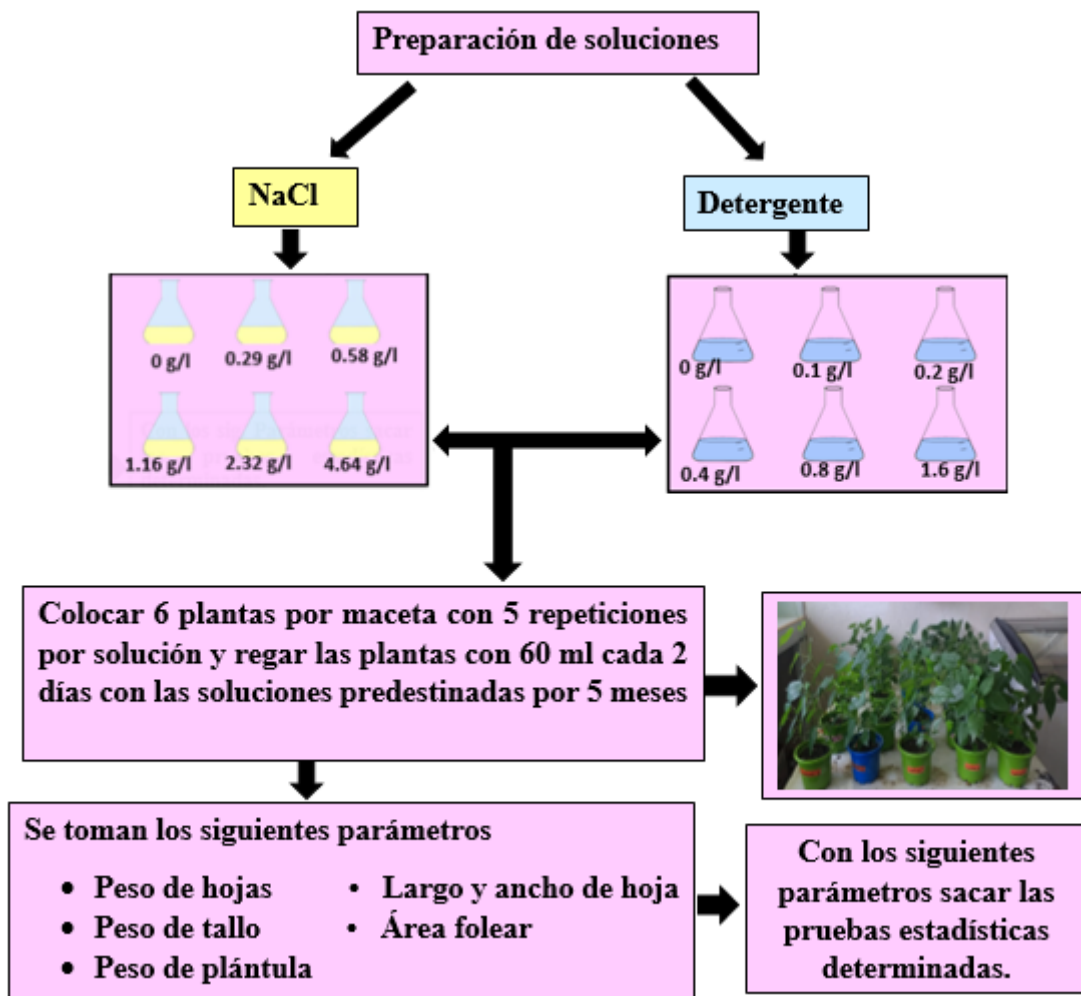 Preparación de soluciones
NaCl
Detergente
0 g/l
0.29 g/l
0.58 g/l
1.16 g/l
2.32 g/l
4.64 g/l
0 g/l
0.1 g/l
0.2 g/l
0.4 g/l
0.8 g/l
1.6 g/l
Colocar 6 plantas por maceta con 5 repeticiones
por solución y regar las plantas con 60 ml cada 2
días con las soluciones predestinadas por 5 meses
Se toman los siguientes parámetros
• Peso de hojas
• Peso de tallo
• Peso de plántula
• Largo y ancho de hoja
• Área folear
Con los siguientes
parámetros sacar las
pruebas estadísticas
determinadas.